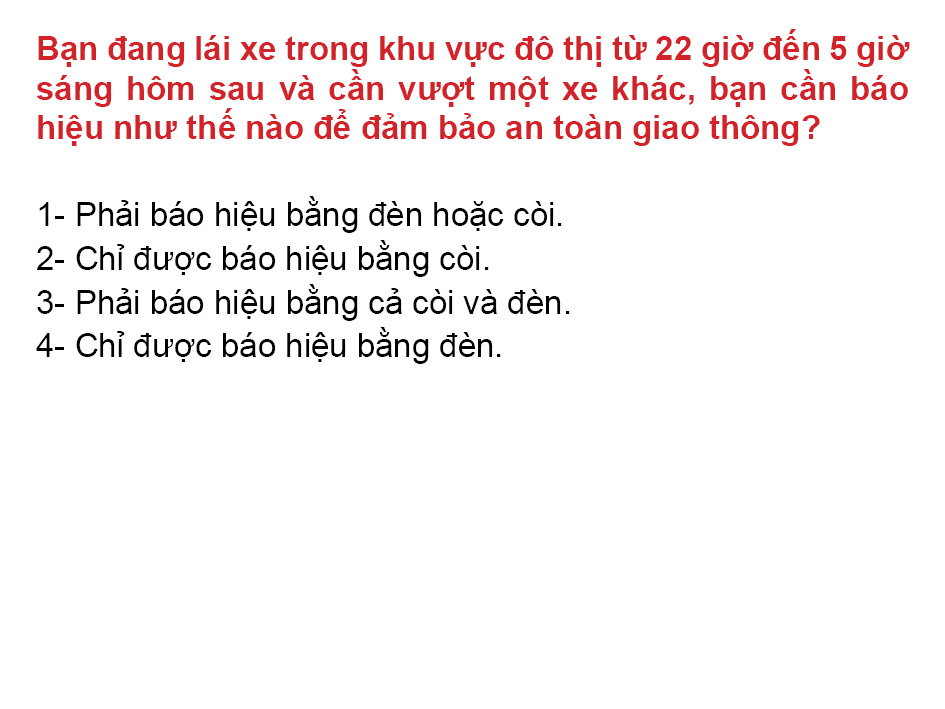 Bạn đang lái xe trong khu vực đô thị từ 22 giờ đến 5 giờ
sáng hôm sau và cần vượt một xe khác, bạn cần báo
hiệu như thế nào để đảm bảo an toàn giao thông?
1- Phải báo hiệu bằng đèn hoặc còi.
2- Chỉ được báo hiệu bằng còi.
3- Phải báo hiệu bằng cả còi và đèn.
4- Chỉ được báo hiệu bằng đèn.